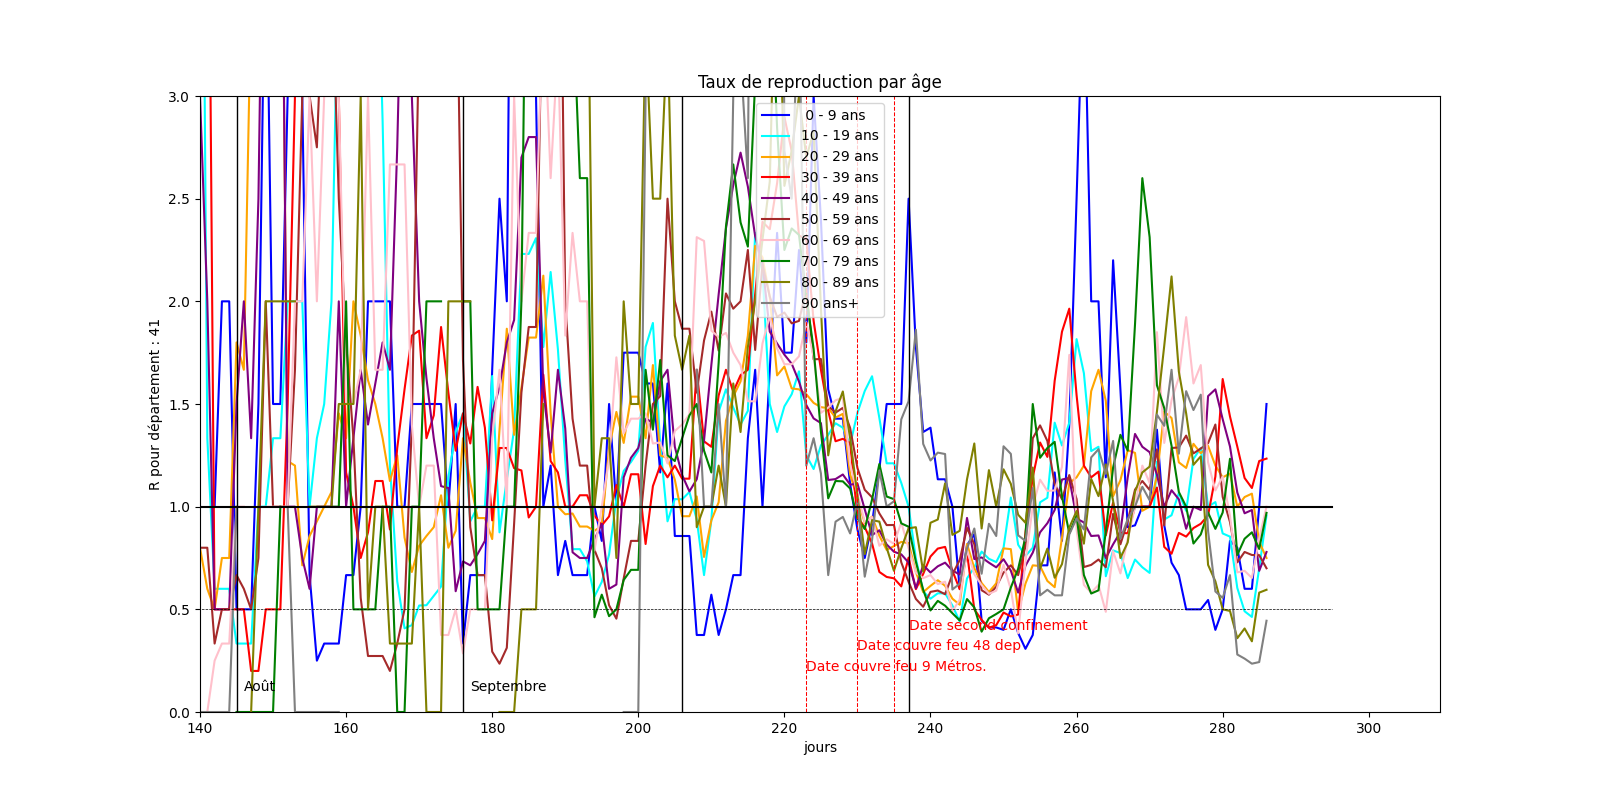 Taux de reproduction par âge
R pour département : 41
3.0
2.5
2.0
1.5
1.0
0.5
0.0
0 - 9 ans
10 - 19 ans
20 - 29 ans
30 - 39 ans
40 - 49 ans
50 - 59 ans
60 - 69 ans
70 - 79 ans
80 - 89 ans
90 ans+
Date second confinement
Date couvre feu 48 dep
Date couvre feu 9 Métros.
Août
Septembre
140 160 180 200 220 240 260 280 300
jours